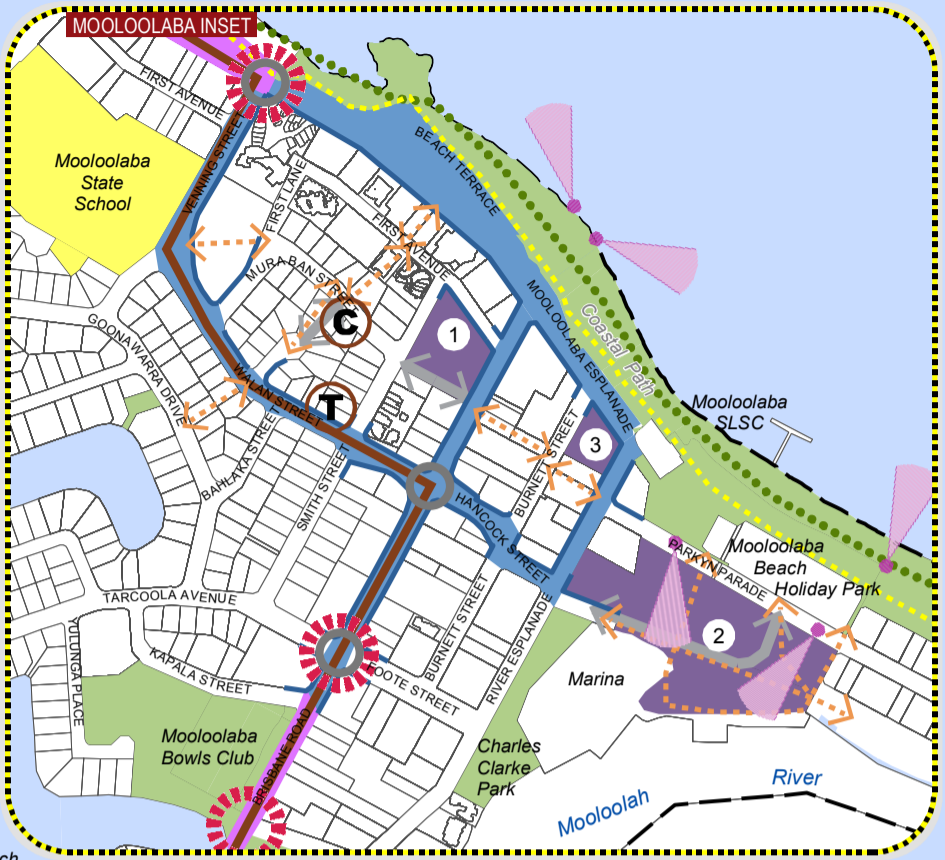 MOOLOOLABA INSET
FIRST AVENUE
Mooloolaba
State
School
VENNING STREET
FIRST LANE
BEACH TERRACE
FIRST AVENUE
MURA BAN STREET
C
1
MOOLOOLABA ESPLANADE
Coastal Path
GOONAWARRA DRIVE
WALAN STREET
T
Mooloolaba
SLSC
3
BURNETT STREET
BAHLAKA STREET
SMITH STREET
HANCOCK STREET
PARKYN PARADE
Mooloolaba
Beach
Holiday Park
TARCOOLA AVENUE
2
YULUNGA PLACE
KAPALA STREET
FOOTE STREET
BURNETT STREET
RIVER ESPLANADE
Marina
Mooloolaba
Bowls Club
BRISBANE ROAD
Charles
Clarke
Park
Mooloolah
River
ch